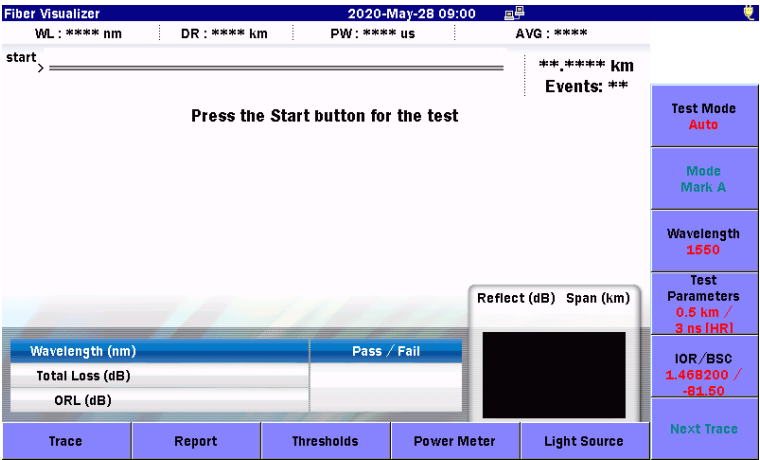 Fiber Visualizer 2020-May-28 09:00
WL : **** nm DR : **** km PW : **** us AVG : ****
start
**.**** km
Events: **
Press the Start button for the test
Test Mode
Auto
Mode
Mark A
Wavelength
1550
Test
Parameters
0.5 km /
3 ns [HR]
IOR/BSC
1.468200 /
-81.50
Next Trace
Reflect (dB) Span (km)
Wavelength (nm) Pass / Fail
Total Loss (dB)
ORL (dB)
Trace Report Thresholds Power Meter Light Source